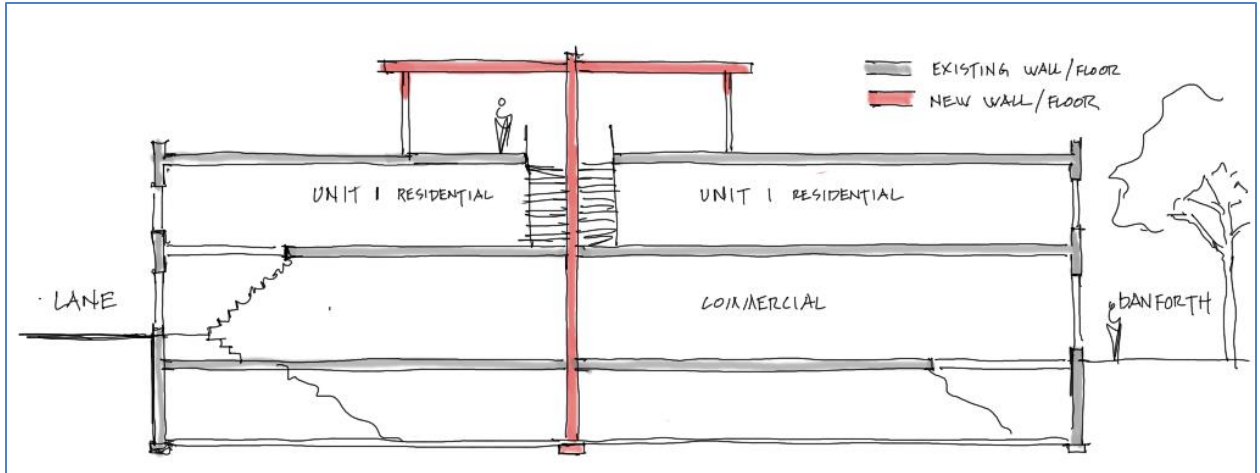 EXISTING WALL/FLOOR
NEW WALL/FLOOR
UNIT 1 RESIDENTIAL
UNIT 1 RESIDENTIAL
LANE
COMMERCIAL
DANFORTH